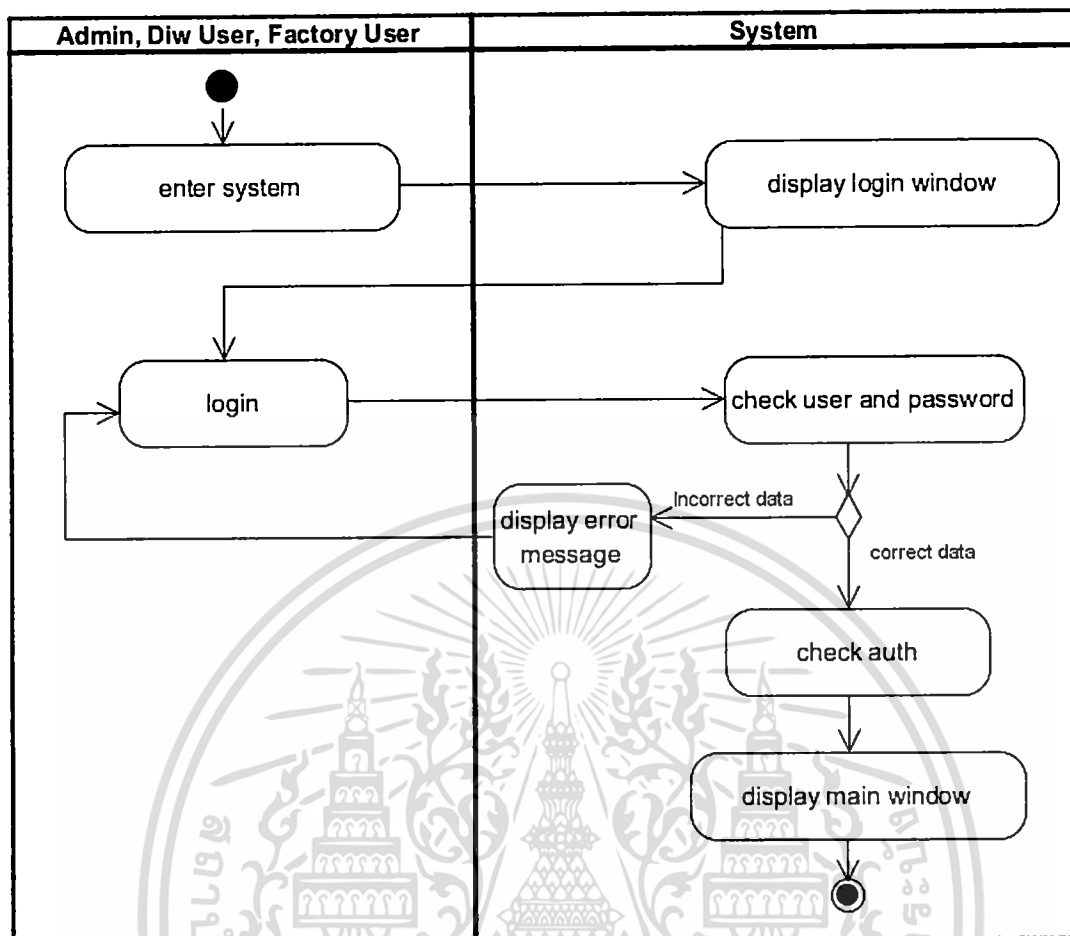 Admin, Diw User, Factory User
System
enter system
display login window
login
check user and password
Incorrect data
display error
message
correct data
check auth
display main window